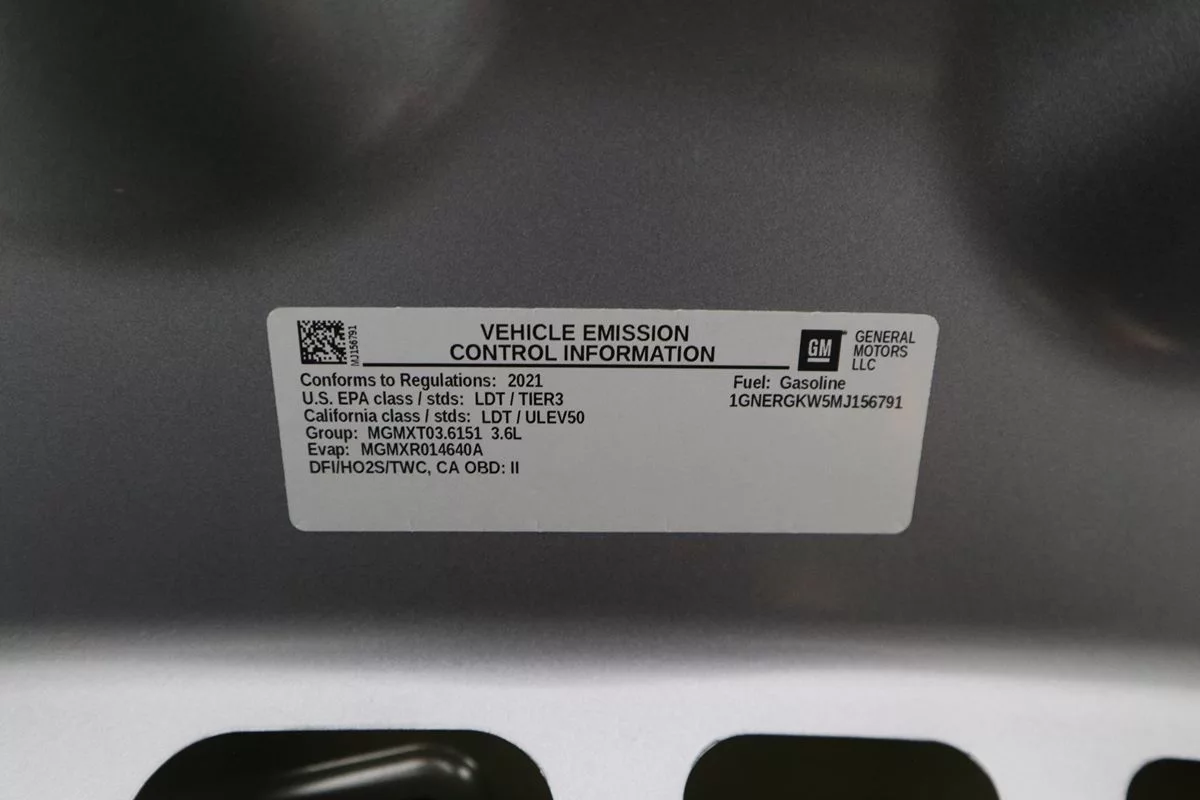 MJ156791
VEHICLE EMISSION
CONTROL INFORMATION
GM
GENERAL
MOTORS
LLC
Conforms to Regulations: 2021
U.S. EPA class / stds: LDT / TIER3
California class / stds: LDT / ULEV50
Group: MGMXT03.6151 3.6L
Evap: MGMXR014640A
DFI/HO2S/TWC, CA OBD: II
Fuel: Gasoline
1GNERGKW5MJ156791